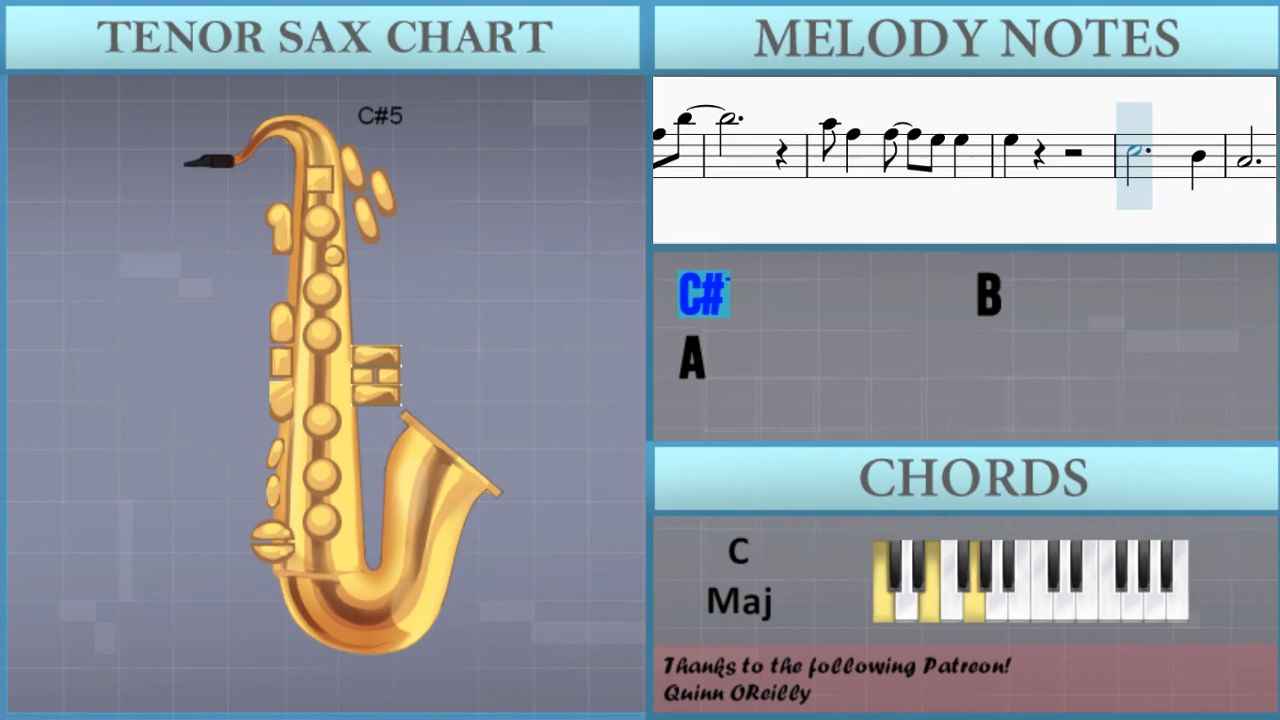 TENOR SAX CHART
C#5
MELODY NOTES
C#- B
A
CHORDS
C
Maj
Thanks to the following Patreon!
Quinn OReilly